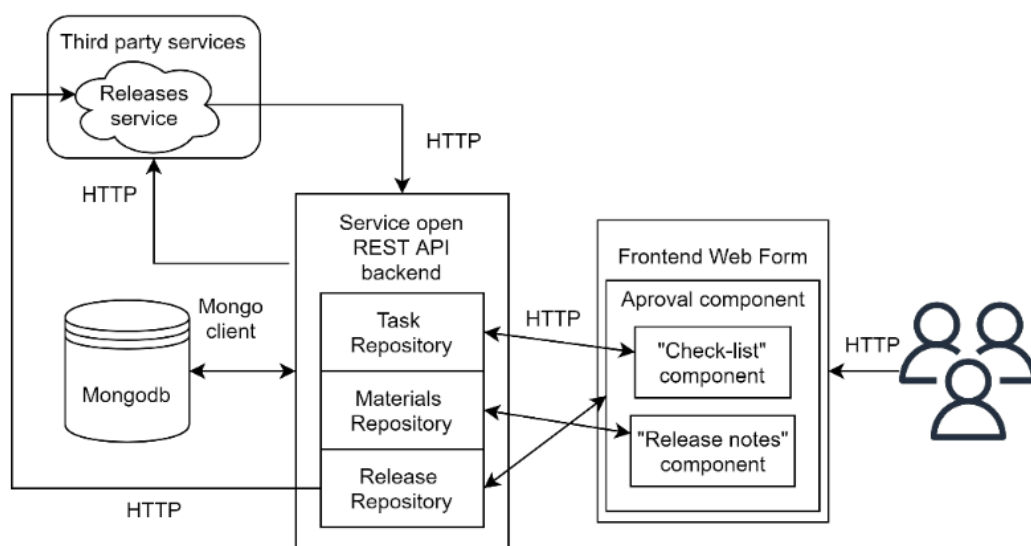 Third party services
Releases
service
HTTP
HTTP
Service open
REST API
backend
Frontend Web Form
Aproval component
Mongo
client
Task
Repository
HTTP
"Check-list"
component
HTTP
Mongodb
Materials
Repository
"Release notes"
component
Release
Repository
HTTP